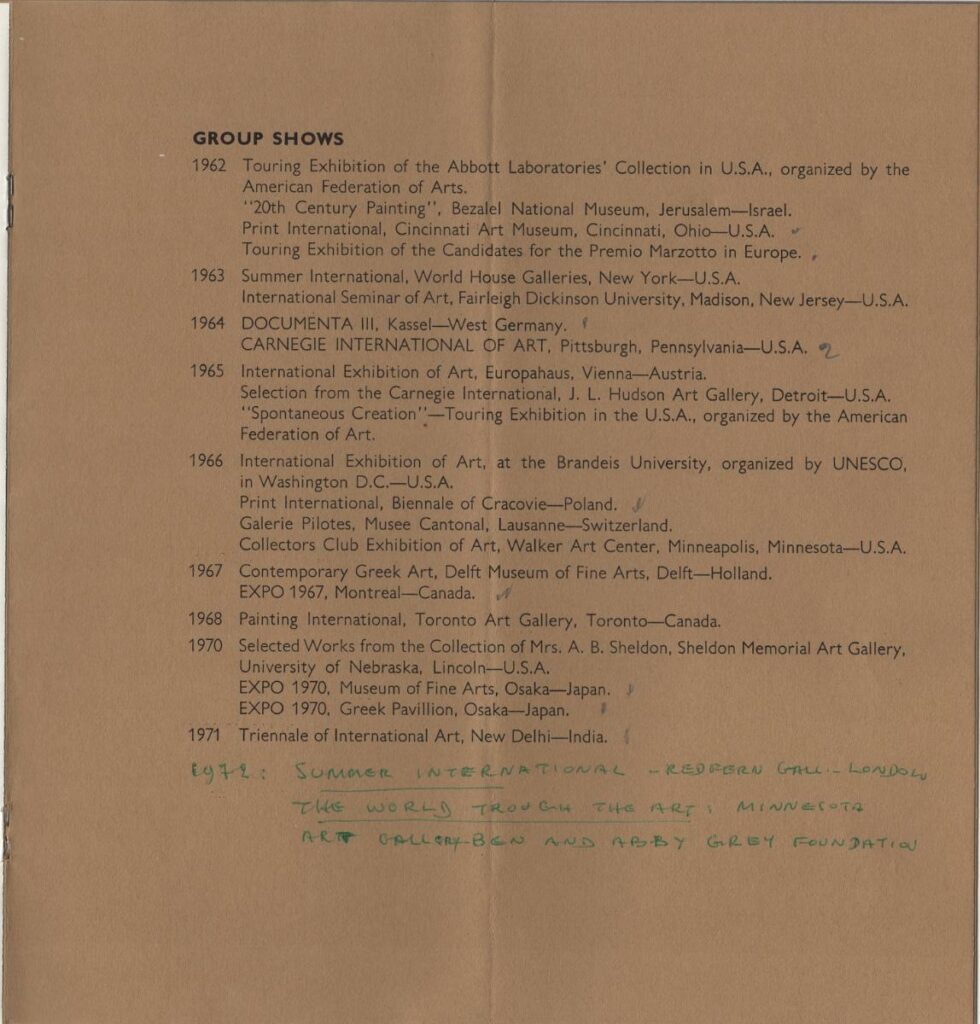 GROUP SHOWS
1962 Touring Exhibition of the Abbott Laboratories' Collection in U.S.A., organized by the
American Federation of Arts.
"20th Century Painting", Bezalel National Museum, Jerusalem—Israel.
Print International, Cincinnati Art Museum, Cincinnati, Ohio—U.S.A.
Touring Exhibition of the Candidates for the Premio Marzotto in Europe.
1963 Summer International, World House Galleries, New York—U.S.A.
International Seminar of Art, Fairleigh Dickinson University, Madison, New Jersey—U.S.A.
1964 DOCUMENTA III, Kassel—West Germany.
CARNEGIE INTERNATIONAL OF ART, Pittsburgh, Pennsylvania—U.S.A. 2
1965 International Exhibition of Art, Europahaus, Vienna—Austria.
Selection from the Carnegie International, J. L. Hudson Art Gallery, Detroit—U.S.A.
"Spontaneous Creation"—Touring Exhibition in the U.S.A., organized by the American
Federation of Art.
1966 International Exhibition of Art, at the Brandeis University, organized by UNESCO,
in Washington D.C.—U.S.A.
Print International, Biennale of Cracovie—Poland.
Galerie Pilotes, Musee Cantonal, Lausanne—Switzerland.
Collectors Club Exhibition of Art, Walker Art Center, Minneapolis, Minnesota—U.S.A.
1967 Contemporary Greek Art, Delft Museum of Fine Arts, Delft—Holland.
EXPO 1967, Montreal—Canada.
1968 Painting International, Toronto Art Gallery, Toronto—Canada.
1970 Selected Works from the Collection of Mrs. A. B. Sheldon, Sheldon Memorial Art Gallery,
University of Nebraska, Lincoln—U.S.A.
EXPO 1970, Museum of Fine Arts, Osaka—Japan.
EXPO 1970, Greek Pavillion, Osaka—Japan.
1971 Triennale of International Art, New Delhi—India.
1972: SUMMER INTERNATIONAL - REDFERN GALL. - LONDON
THE WORLD TROUGH THE ART: MINNESOTA
ART GALLERY-BEN AND ABBY GREY FOUNDATION